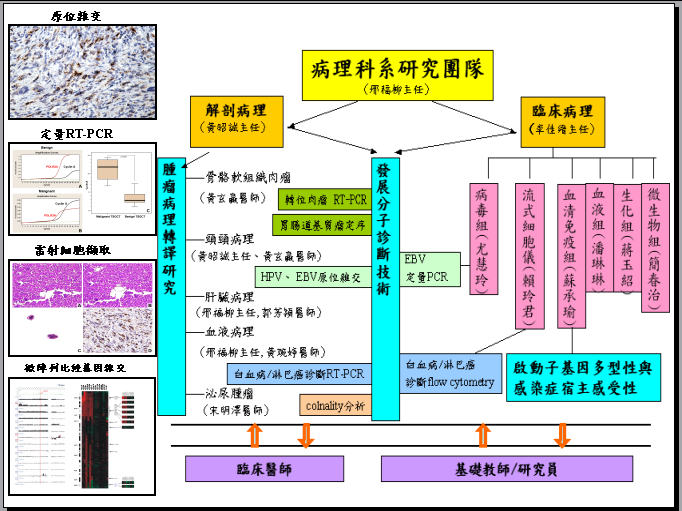 原位雜交
定量RT-PCR
Benign
POLR2A
Cyclin G
A
Malignant
POLR2A
Cyclin G
B
Malignant TSGCT
Benign TSGCT
C
雷射細胞擷取
A
B
C
D
微陣列比較基因雜交
病理科系研究團隊
(邢福柳主任)
解剖病理
(黃昭誠主任)
臨床病理
腫瘤病理轉譯研究
骨骼軟組織肉瘤
(黃玄贏醫師)
頭頸病理
(黃昭誠主任、黃玄贏醫師)
肝臟病理
(邢福柳主任,郭芳穎醫師)
血液病理
(邢福柳主任,黃琬婷醫師)
泌尿腫瘤
(宋明澤醫師)
轉位肉瘤 RT-PCR
胃腸道基質瘤定序
HPV、EBV原位雜交
白血病/淋巴癌診斷RT-PCR
colnality分析
發展分子診斷技術
EBV
定量PCR
白血病/淋巴癌
診斷flow cytometry
病毒組(尤慧玲)
流式細胞儀(賴玲君)
血清免疫組(蘇承瑜)
血液組(潘琳琳)
生化組(蔣玉紹)
微生物組(簡春治)
啟動子基因多型性與
感染症宿主感受性
臨床醫師
基礎教師/研究員